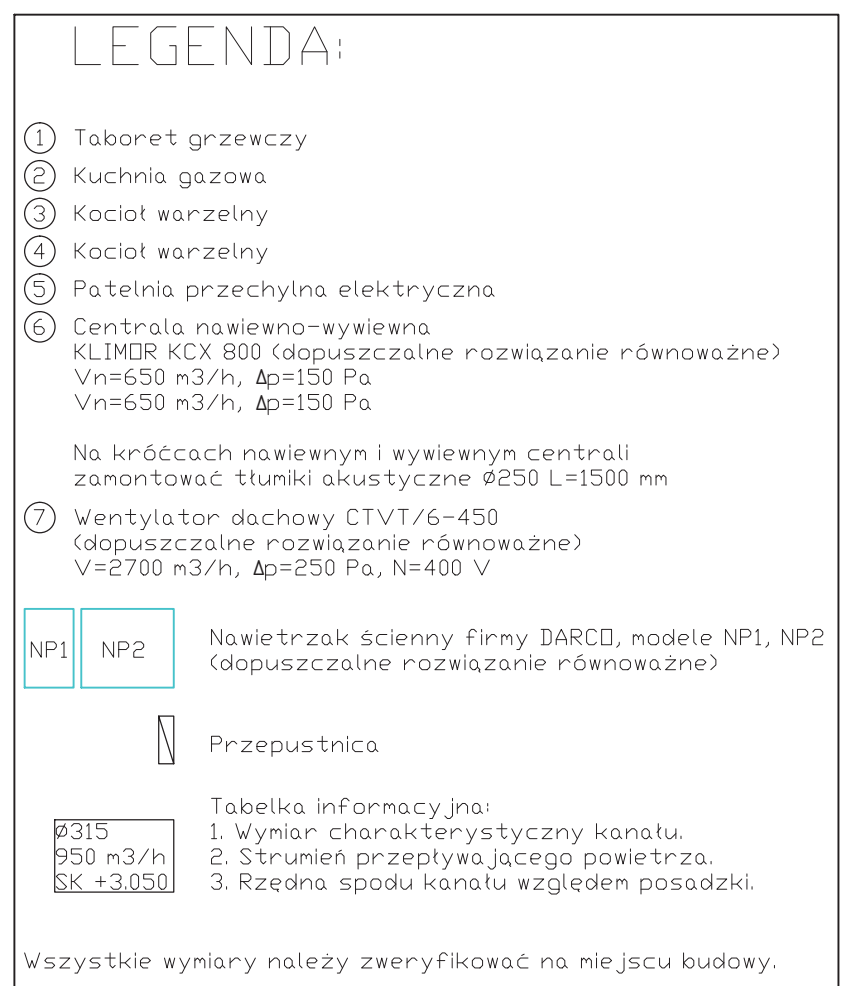 LEGENDA:
1 Taboret grzewczy
2 Kuchnia gazowa
3 Kocioł warzelny
4 Kocioł warzelny
5 Patelnia przechylna elektryczna
6 Centrala nawiewno-wywiewna
KLIMOR KCX 800 (dopuszczalne rozwiązanie równoważne)
Vn=650 m3/h, Δp=150 Pa
Vn=650 m3/h, Δp=150 Pa
Na króćcach nawiewnym i wywiewnym centrali
zamontować tłumiki akustyczne Ø250 L=1500 mm
7 Wentylator dachowy CTVT/6-450
(dopuszczalne rozwiązanie równoważne)
V=2700 m3/h, Δp=250 Pa, N=400 V
NP1 NP2 Nawietrzak ścienny firmy DARCO, modele NP1, NP2
(dopuszczalne rozwiązanie równoważne)
Przepustnica
Tabelka informacyjna:
Ø315 1. Wymiar charakterystyczny kanału.
950 m3/h 2. Strumień przepływającego powietrza.
SK +3.050 3. Rzędna spodu kanału względem posadzki.
Wszystkie wymiary należy zweryfikować na miejscu budowy.